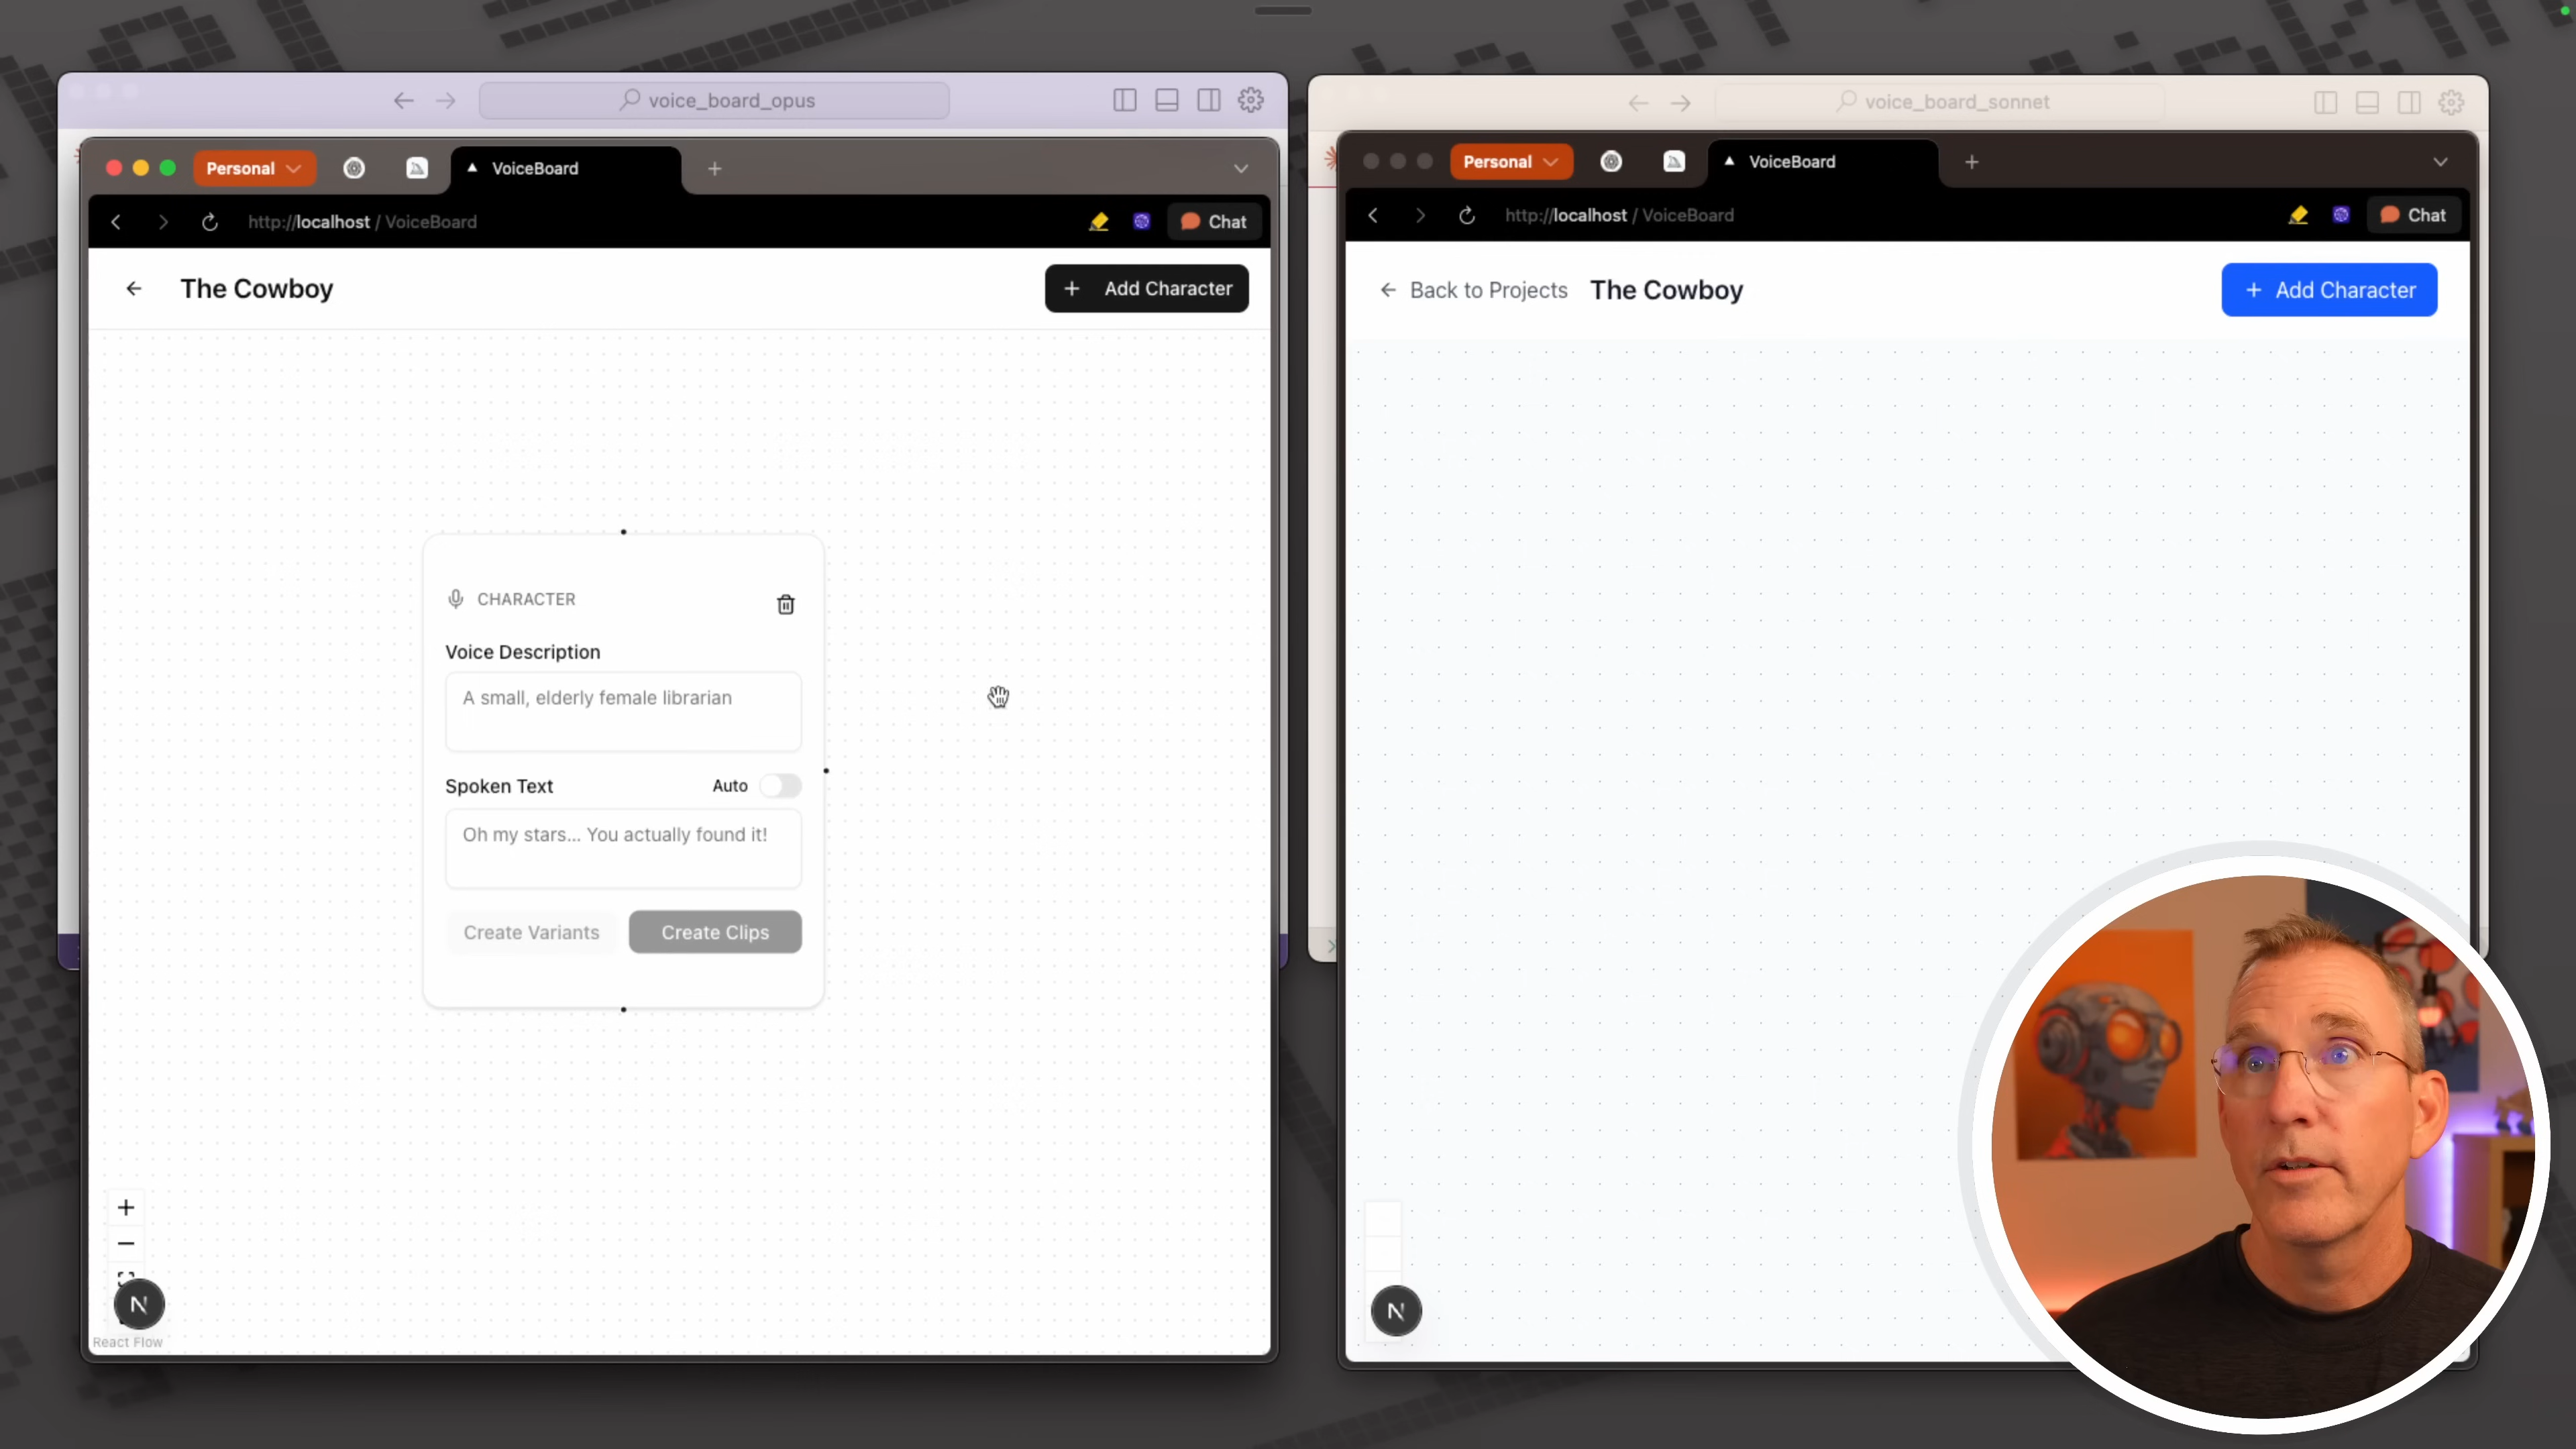 voice_board_opus
Personal
VoiceBoard
http://localhost / VoiceBoard
Chat
The Cowboy
+ Add Character
CHARACTER
Voice Description
A small, elderly female librarian
Spoken Text
Auto
Oh my stars... You actually found it!
Create Variants
Create Clips
N
React Flow
voice_board_sonnet
Personal
VoiceBoard
http://localhost / VoiceBoard
Chat
Back to Projects
The Cowboy
+ Add Character
N